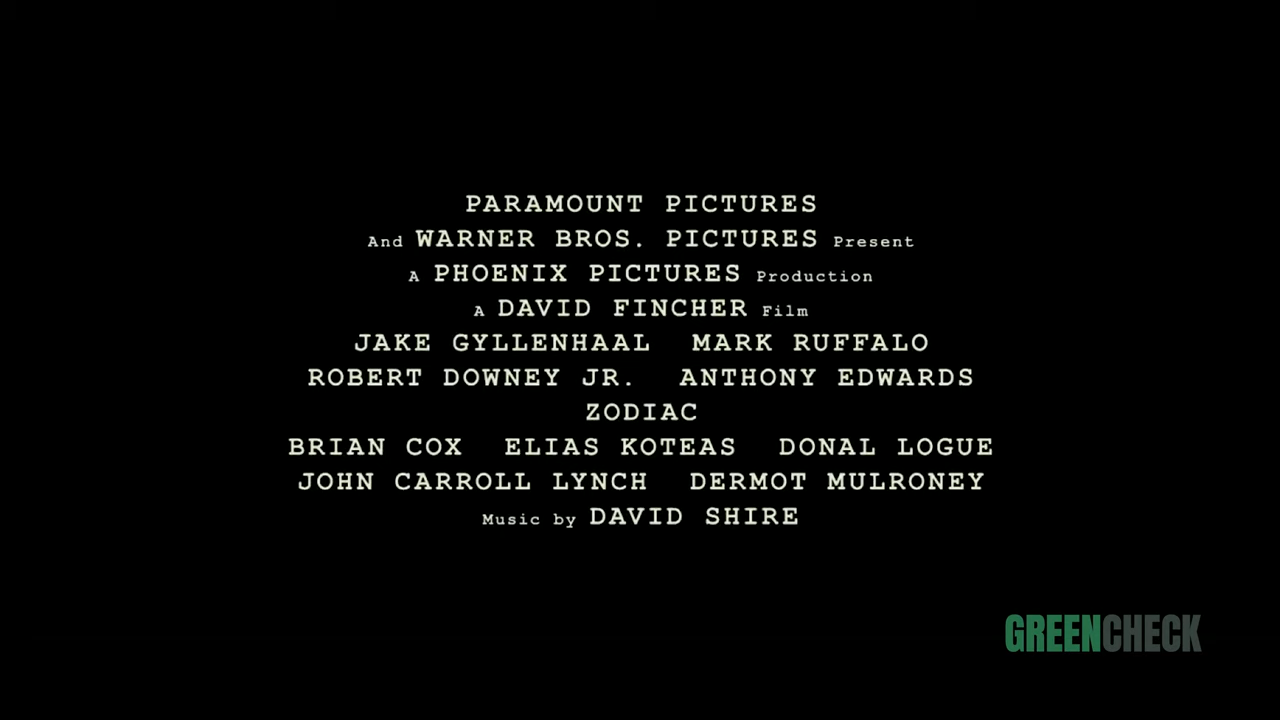 PARAMOUNT PICTURES
And WARNER BROS. PICTURES Present
A PHOENIX PICTURES Production
A DAVID FINCHER Film
JAKE GYLLENHAAL MARK RUFFALO
ROBERT DOWNEY JR. ANTHONY EDWARDS
ZODIAC
BRIAN COX ELIAS KOTEAS DONAL LOGUE
JOHN CARROLL LYNCH DERMOT MULRONEY
Music by DAVID SHIRE
GREENCHECK